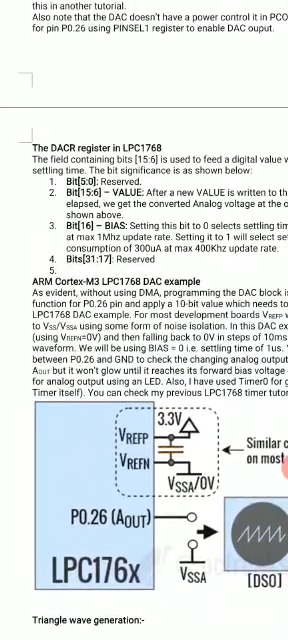 this in another tutorial.
Also note that the DAC doesn't have a power control it in PCO
for pin P0.26 using PINSEL1 register to enable DAC ouput.
The DACR register in LPC1768
The field containing bits [15:6] is used to feed a digital value
settling time. The bit significance is as shown below:
1. Bit[5:0]: Reserved.
2. Bit[15:6] – VALUE: After a new VALUE is written to th
elapsed, we get the converted Analog voltage at the
shown above.
3. Bit[16] – BIAS: Setting this bit to 0 selects settling tim
at max 1Mhz update rate. Setting it to 1 will select se
consumption of 300uA at max 400Khz update rate.
4. Bits[31:17] Reserved
5.
ARM Cortex-M3 LPC1768 DAC example
As evident, without using DMA, programming the DAC block is
function for P0.26 pin and apply a 10-bit value which needs to
LPC1768 DAC example. For most development boards VREFP
to VSS/VSSA using some form of noise isolation. In this DAC ex
(using VREFN=0V) and then falling back to 0V in steps of 10ms
waveform. We will be using BIAS = 0 i.e. settling time of 1us.
between P0.26 and GND to check the changing analog output
AOUT but it won't glow until it reaches its forward bias voltage
for analog output using an LED. Also, I have used Timer0 for
Timer itself). You can check my previous LPC1768 timer tutor
3.3V
VREFP
VREFN
VSSA/0V
Similar c
on most
P0.26 (AOUT)
LPC176x
VSSA
[DSO]
Triangle wave generation:-